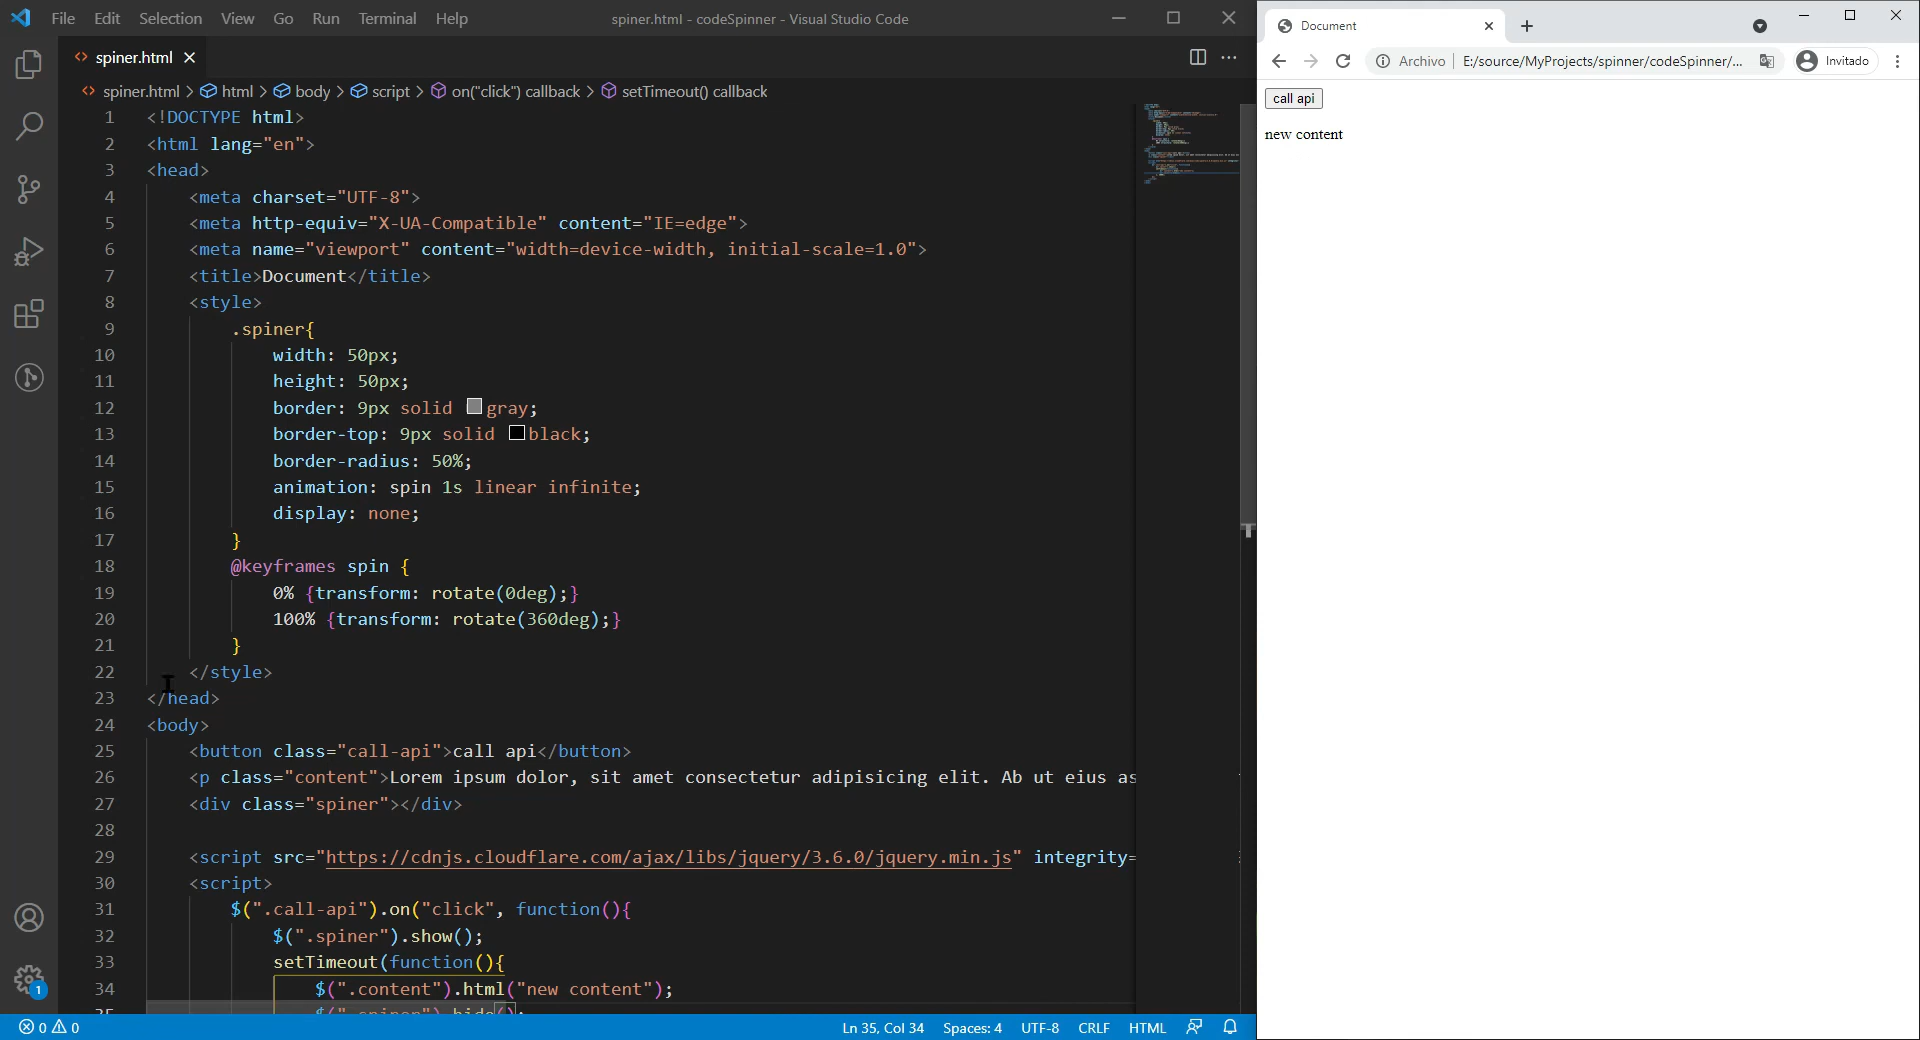 File Edit Selection View Go Run Terminal Help
spiner.html - codeSpinner - Visual Studio Code
spiner.html
spiner.html > html > body > script > on("click") callback > setTimeout() callback
1 <!DOCTYPE html>
2 <html lang="en">
3 <head>
4 <meta charset="UTF-8">
5 <meta http-equiv="X-UA-Compatible" content="IE=edge">
6 <meta name="viewport" content="width=device-width, initial-scale=1.0">
7 <title>Document</title>
8 <style>
9 .spiner{
10 width: 50px;
11 height: 50px;
12 border: 9px solid gray;
13 border-top: 9px solid black;
14 border-radius: 50%;
15 animation: spin 1s linear infinite;
16 display: none;
17 }
18 @keyframes spin {
19 0% {transform: rotate(0deg);}
20 100% {transform: rotate(360deg);}
21 }
22 </style>
23 </head>
24 <body>
25 <button class="call-api">call api</button>
26 <p class="content">Lorem ipsum dolor, sit amet consectetur adipisicing elit. Ab ut eius as
27 <div class="spiner"></div>
28
29 <script src="https://cdnjs.cloudflare.com/ajax/libs/jquery/3.6.0/jquery.min.js" integrity=
30 <script>
31 $(".call-api").on("click", function(){
32 $(".spiner").show();
33 setTimeout(function(){
34 $(".content").html("new content");
35 $(".spiner").hide();
1
0 0
Ln 35, Col 34 Spaces: 4 UTF-8 CRLF HTML
Document
Archivo E:/source/MyProjects/spinner/codeSpinner/... Invitado
call api
new content